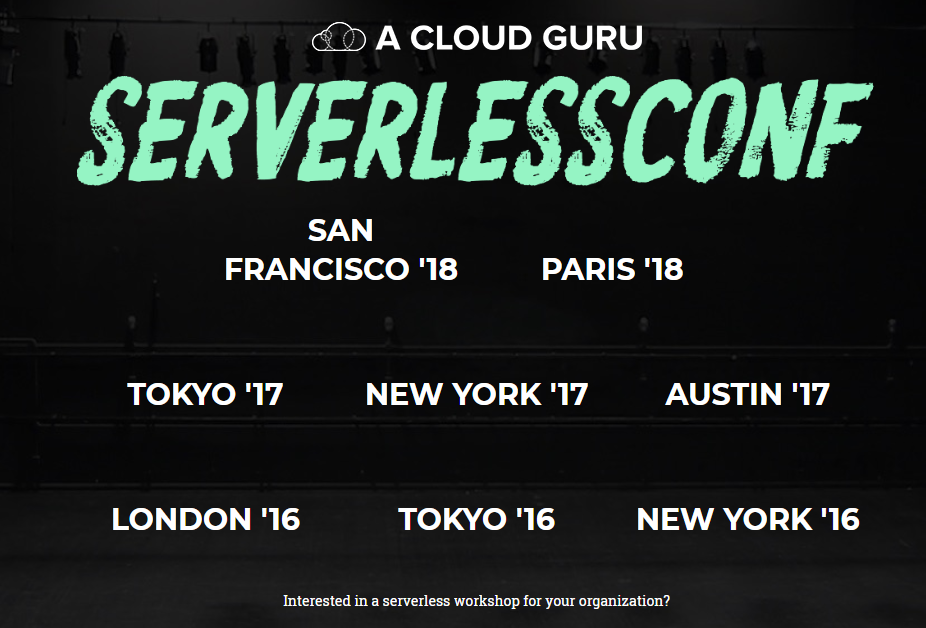 A CLOUD GURU
SERVERLESSCONF
SAN
FRANCISCO '18
PARIS '18
TOKYO '17
NEW YORK '17
AUSTIN '17
LONDON '16
TOKYO '16
NEW YORK '16
Interested in a serverless workshop for your organization?